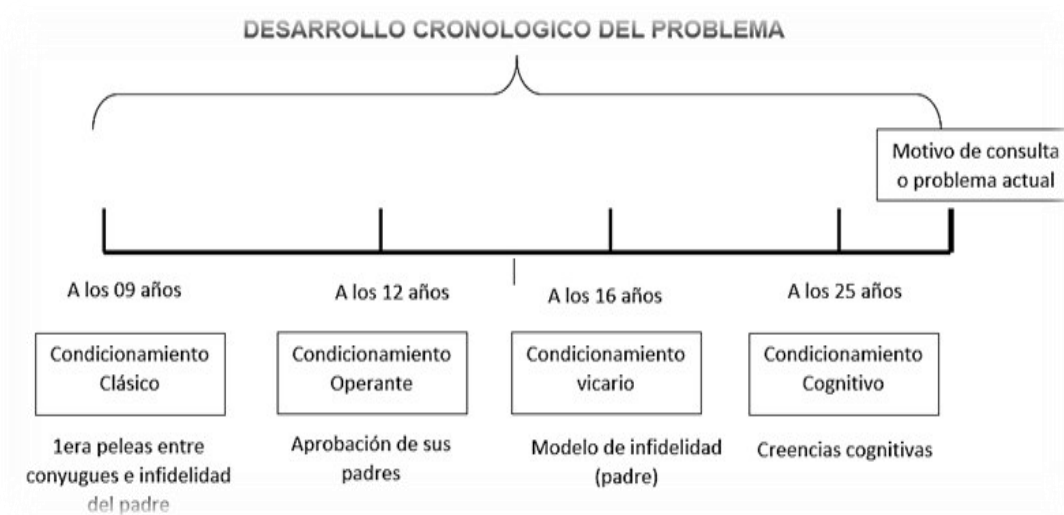 DESARROLLO CRONOLOGICO DEL PROBLEMA
Motivo de consulta
o problema actual
A los 09 años
A los 12 años
A los 16 años
A los 25 años
Condicionamiento
Clásico
Condicionamiento
Operante
Condicionamiento
vicario
Condicionamiento
Cognitivo
1era peleas entre
conyugues e infidelidad
del padre
Aprobación de sus
padres
Modelo de infidelidad
(padre)
Creencias cognitivas